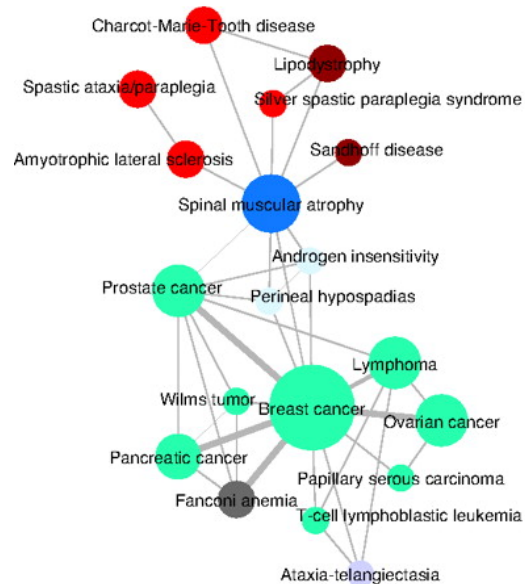 Charcot-Marie-Tooth disease
Lipodystrophy
Spastic ataxia/paraplegia
Silver spastic paraplegia syndrome
Sandhoff disease
Amyotrophic lateral sclerosis
Spinal muscular atrophy
Androgen insensitivity
Prostate cancer
Perineal hypospadias
Lymphoma
Wilms tumor
Breast cancer
Ovarian cancer
Pancreatic cancer
Papillary serous carcinoma
Fanconi anemia
T-cell lymphoblastic leukemia
Ataxia-telangiectasia